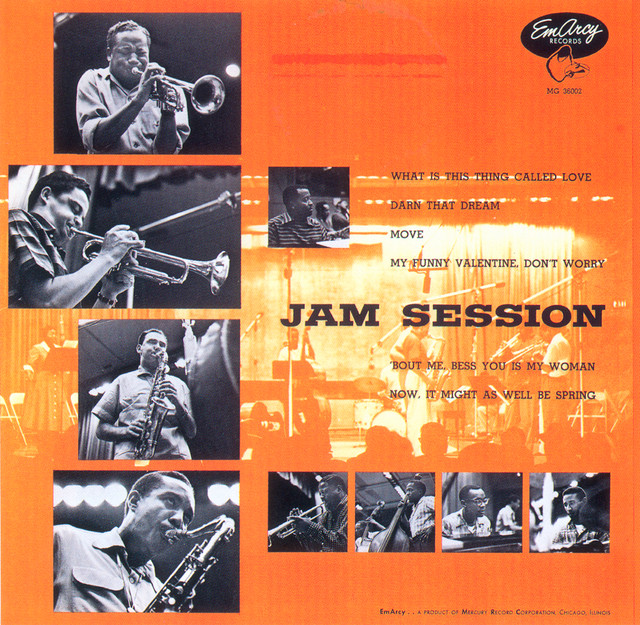 EmArcy
RECORDS
MG 36002
WHAT IS THIS THING CALLED LOVE
DARN THAT DREAM
MOVE
MY FUNNY VALENTINE, DON'T WORRY
JAM SESSION
'BOUT ME, BESS YOU IS MY WOMAN
NOW, IT MIGHT AS WELL BE SPRING
EmArcy . . A PRODUCT OF MERCURY RECORD CORPORATION, CHICAGO, ILLINOIS